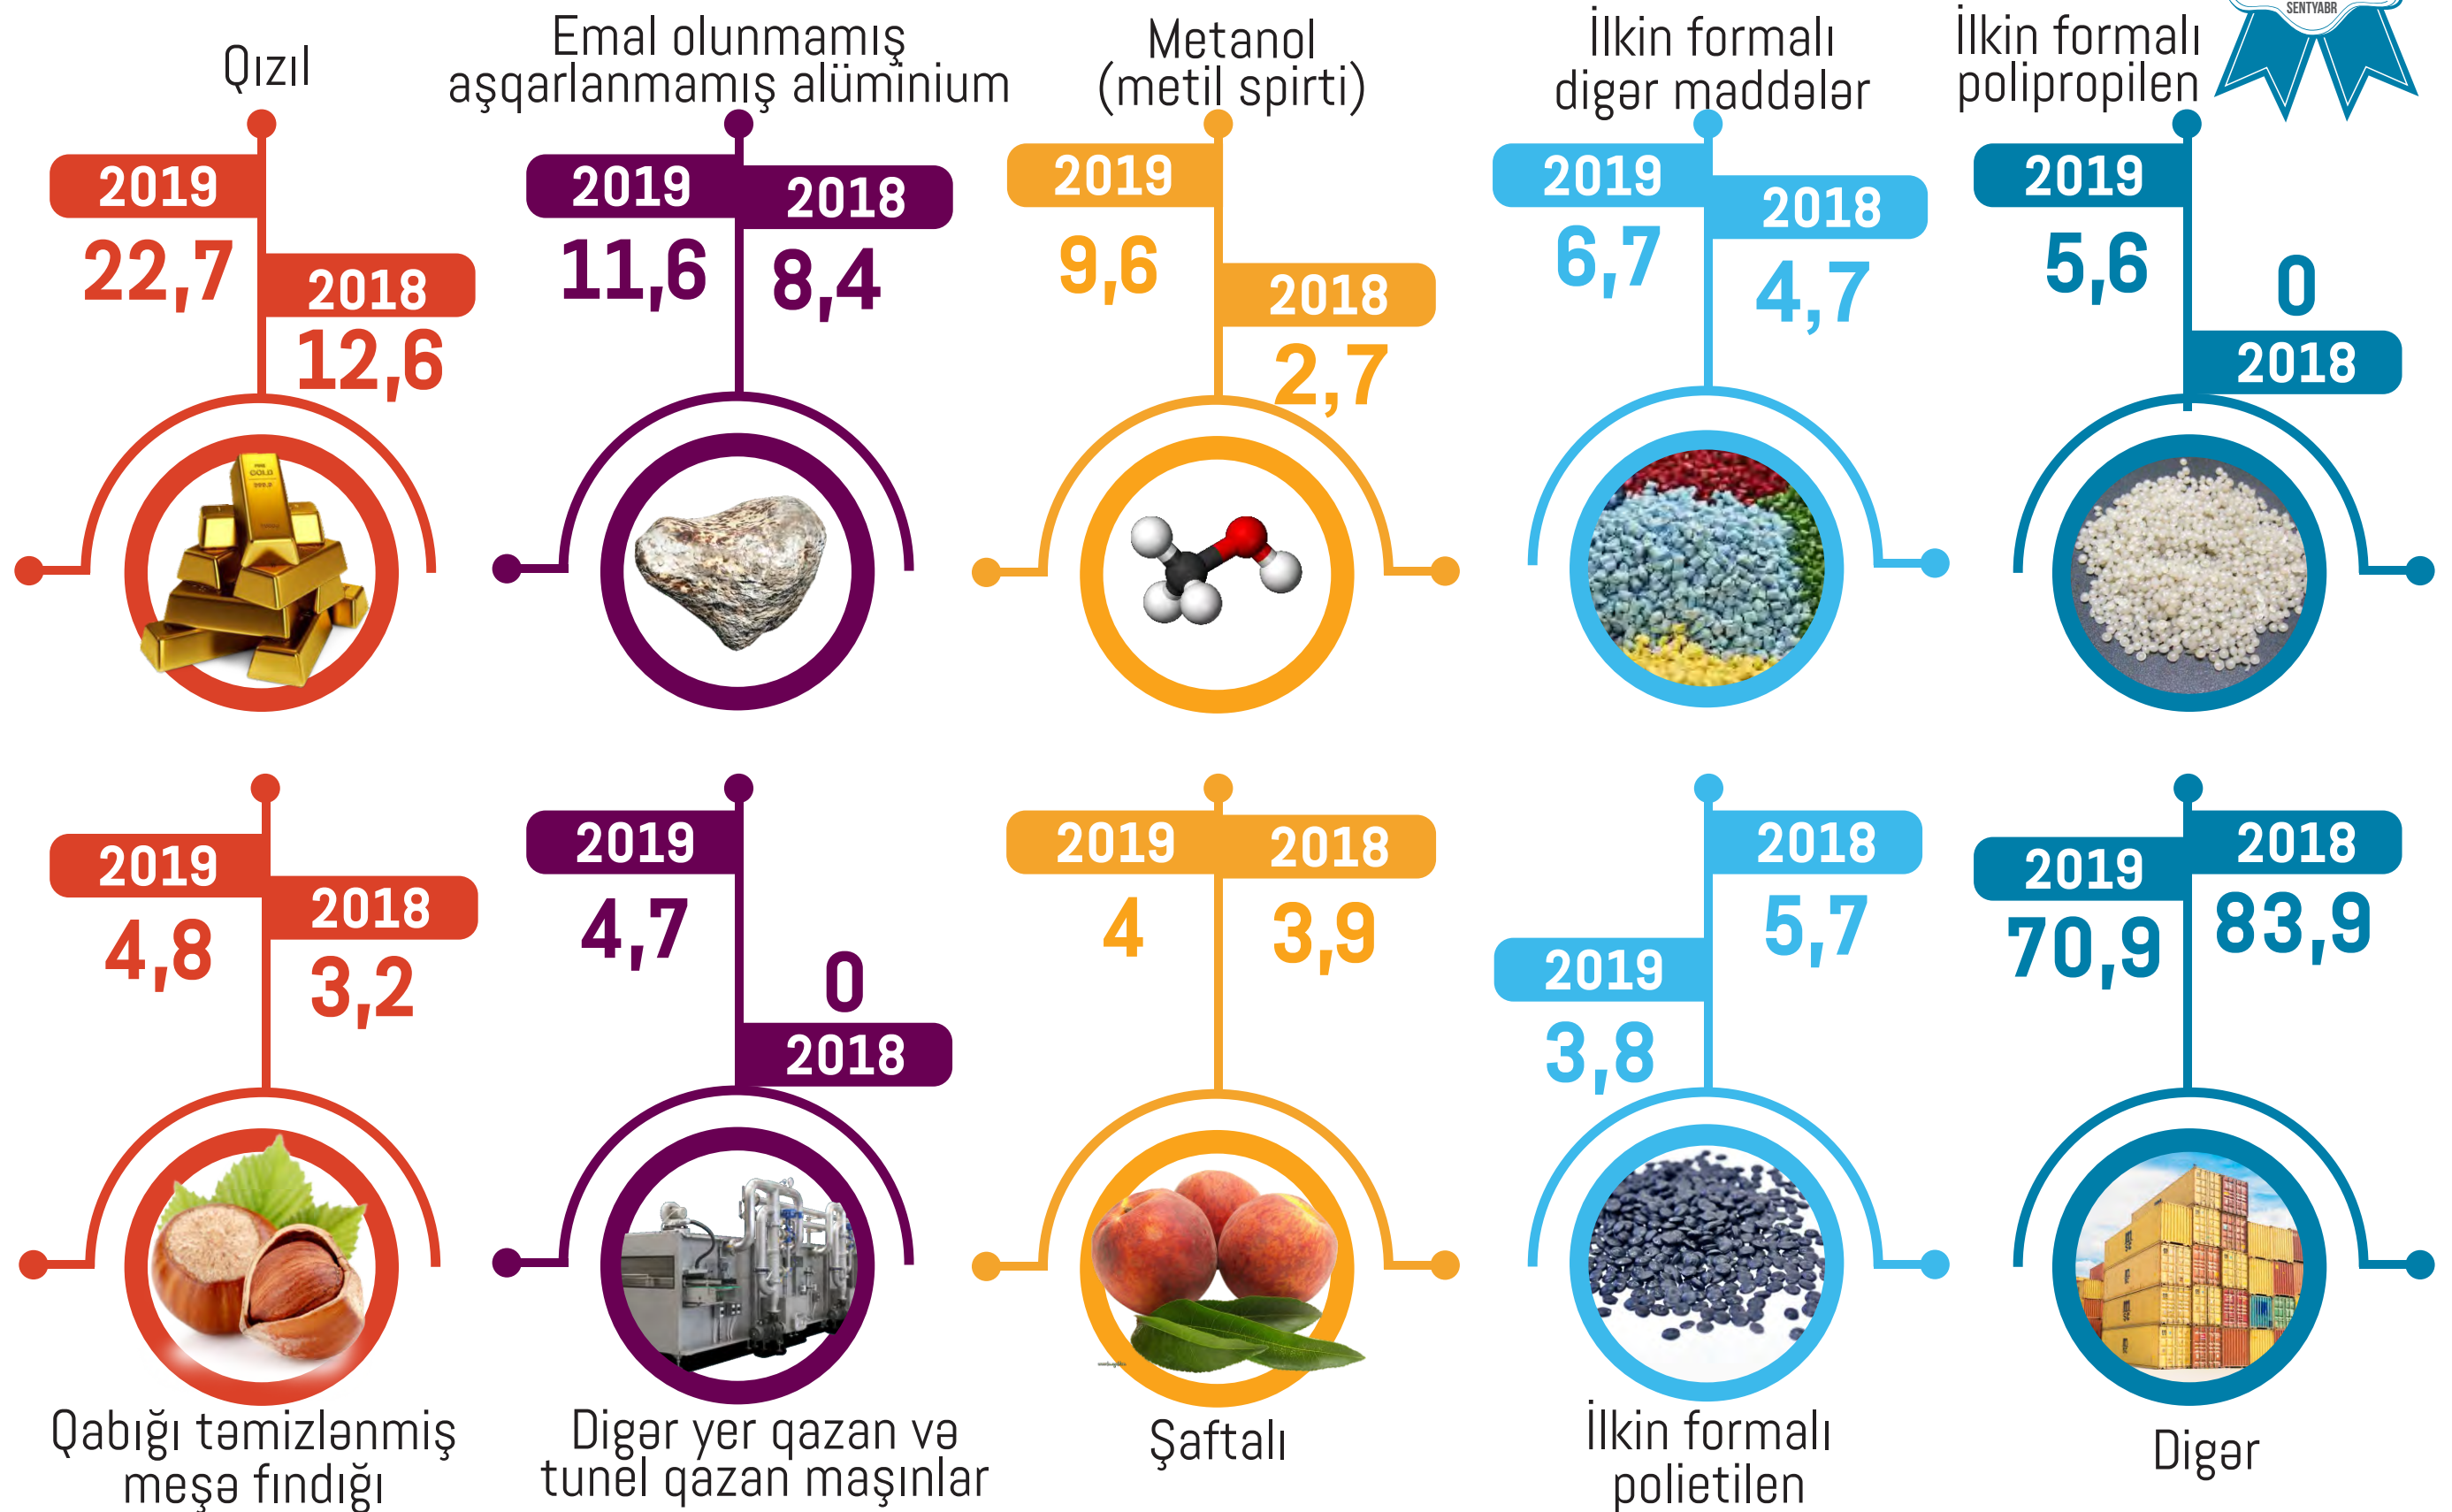 SENTYABR
Qızıl
Emal olunmamış
aşqarlanmamış alüminium
Metanol
(metil spirti)
İlkin formalı
digər maddələr
İlkin formalı
polipropilen
2019
22,7
2018
12,6
2019
11,6
2018
8,4
2019
9,6
2018
2,7
2019
6,7
2018
4,7
2019
5,6
0
2018
GOLD
999.9
2019
4,8
2018
3,2
2019
4,7
0
2018
2019
4
2018
3,9
2018
5,7
2019
3,8
2019
70,9
2018
83,9
Qabığı təmizlənmiş
meşə fındığı
Digər yer qazan və
tunel qazan maşınlar
Şaftalı
İlkin formalı
polietilen
Digər